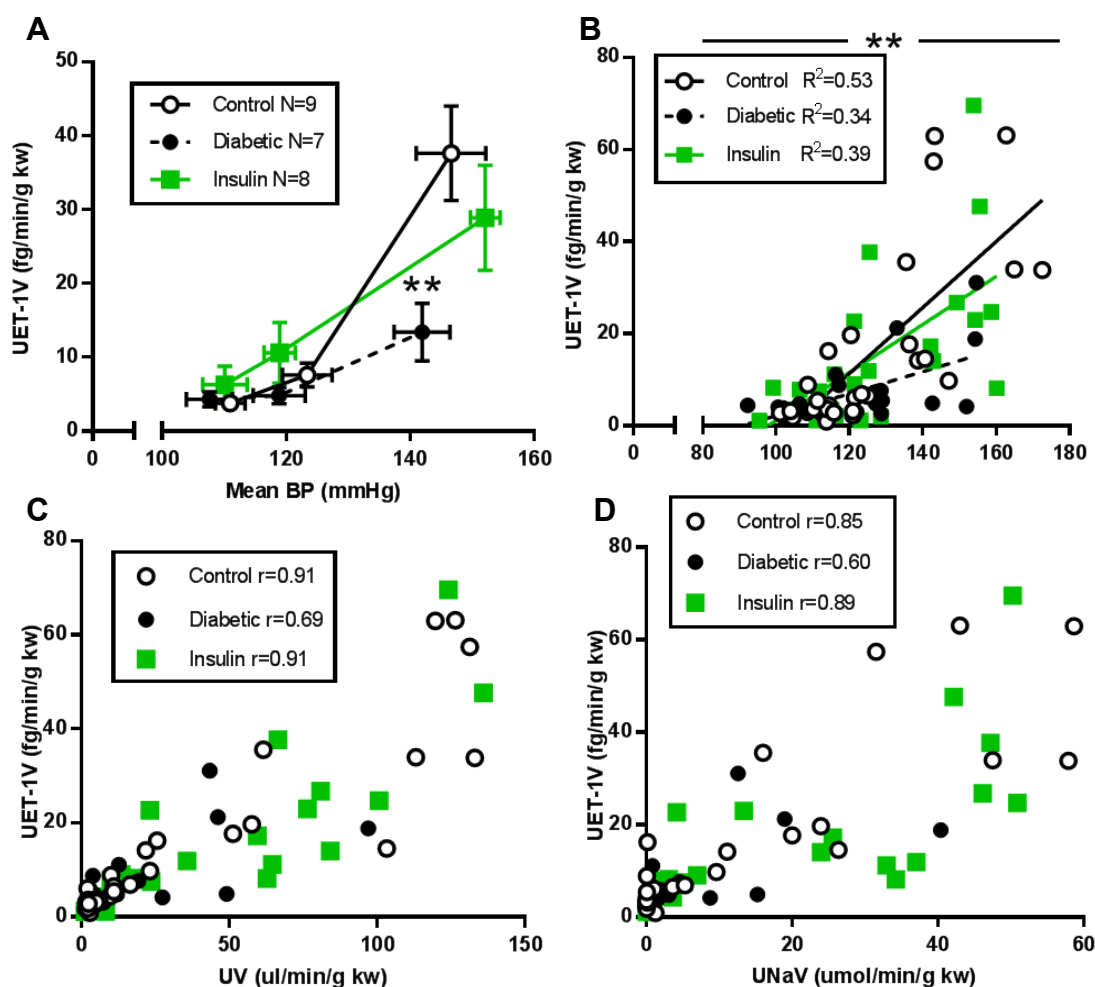 A
UET-1V (fg/min/g kw)
50
40
30
20
10
0
Control N=9
Diabetic N=7
Insulin N=8
**
0 100 120 140 160
Mean BP (mmHg)
B
**
UET-1V (fg/min/g kw)
80
60
40
20
0
Control R²=0.53
Diabetic R²=0.34
Insulin R²=0.39
0 80 100 120 140 160 180
C
UET-1V (fg/min/g kw)
80
60
40
20
0
Control r=0.91
Diabetic r=0.69
Insulin r=0.91
0 50 100 150
UV (ul/min/g kw)
D
UET-1V (fg/min/g kw)
80
60
40
20
0
Control r=0.85
Diabetic r=0.60
Insulin r=0.89
0 20 40 60
UNaV (umol/min/g kw)